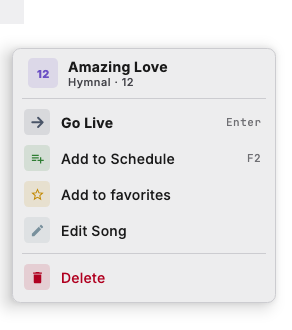 12
Amazing Love
Hymnal · 12
Go Live Enter
Add to Schedule F2
Add to favorites
Edit Song
Delete